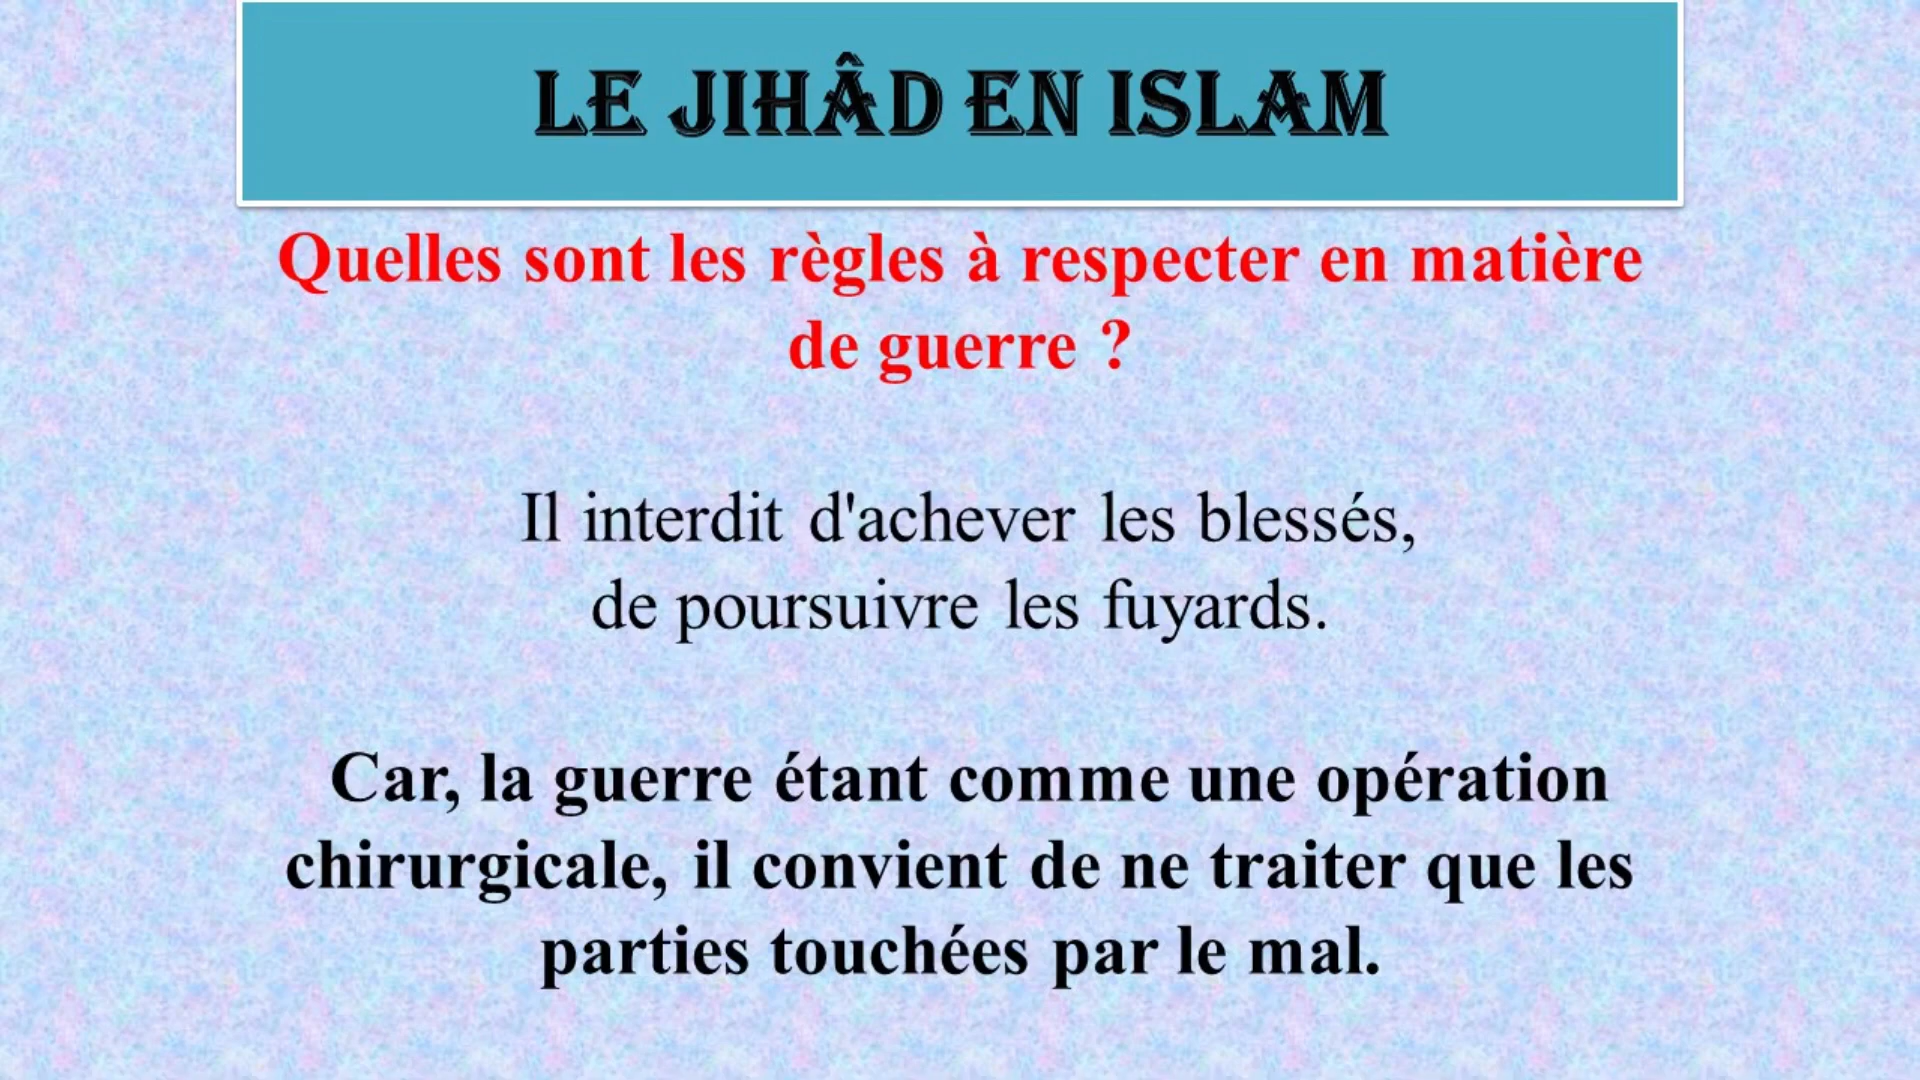 LE JIHÂD EN ISLAM
Quelles sont les règles à respecter en matière
de guerre ?
Il interdit d'achever les blessés,
de poursuivre les fuyards.
Car, la guerre étant comme une opération
chirurgicale, il convient de ne traiter que les
parties touchées par le mal.